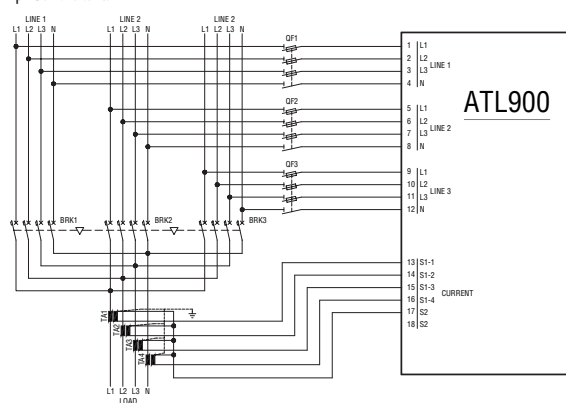 LINE 1 LINE 2 LINE 2
L1 L2 L3 N L1 L2 L3 N L1 L2 L3 N
QF1
1 L1
2 L2
3 L3
4 N
LINE 1
ATL900
QF2
5 L1
6 L2
7 L3
8 N
LINE 2
QF3
9 L1
10 L2
11 L3
12 N
LINE 3
BRK1 BRK2 BRK3
13 S1-1
14 S1-2
15 S1-3
16 S1-4
17 S2
18 S2
CURRENT
TA1
TA2
TA3
TA4
L1 L2 L3 N
LOAD